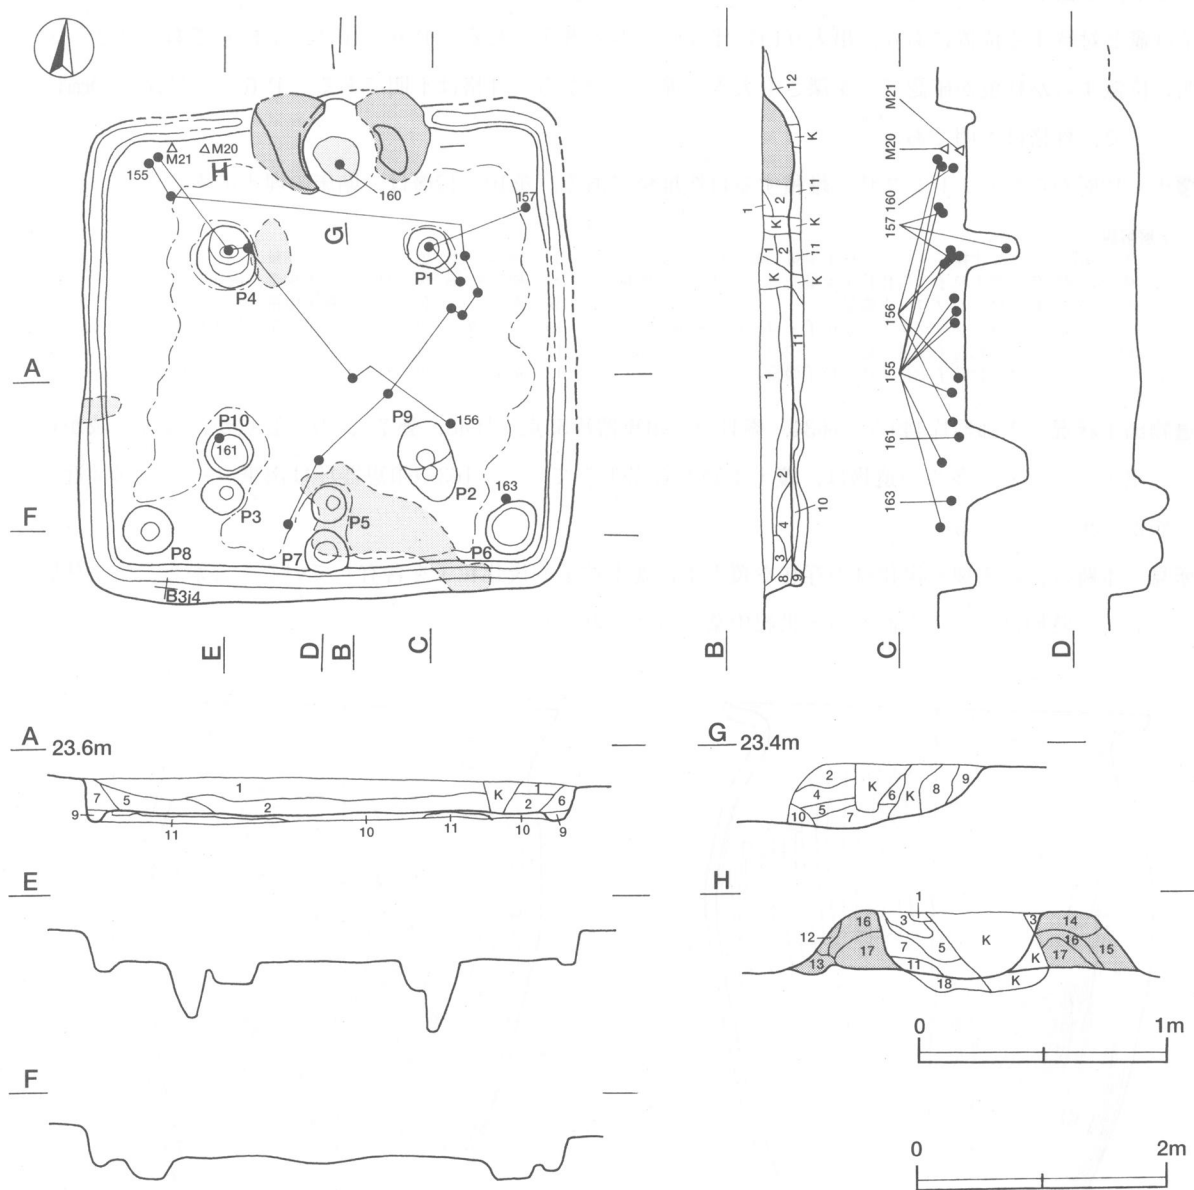 M21
M20
H
155
160
157
G
P4
P1
A
P10
161
P9
156
P2
P3
163
F
P5
P8
P7
P6
B3j4
E
D
B
C
12
K
11
1
2
K
K
1
2
11
K
K
11
1
2
10
4
3
8
9
B
M21
M20
160
157
156
155
161
163
C
D
A 23.6m
7
5
1
2
K
1
2
6
9
11
10
11
10
9
E
F
G 23.4m
2
4
5
10
7
K
6
K
8
9
H
1
3
16
12
17
13
7
5
11
18
K
3
K
K
14
16
17
15
0 1m
0 2m